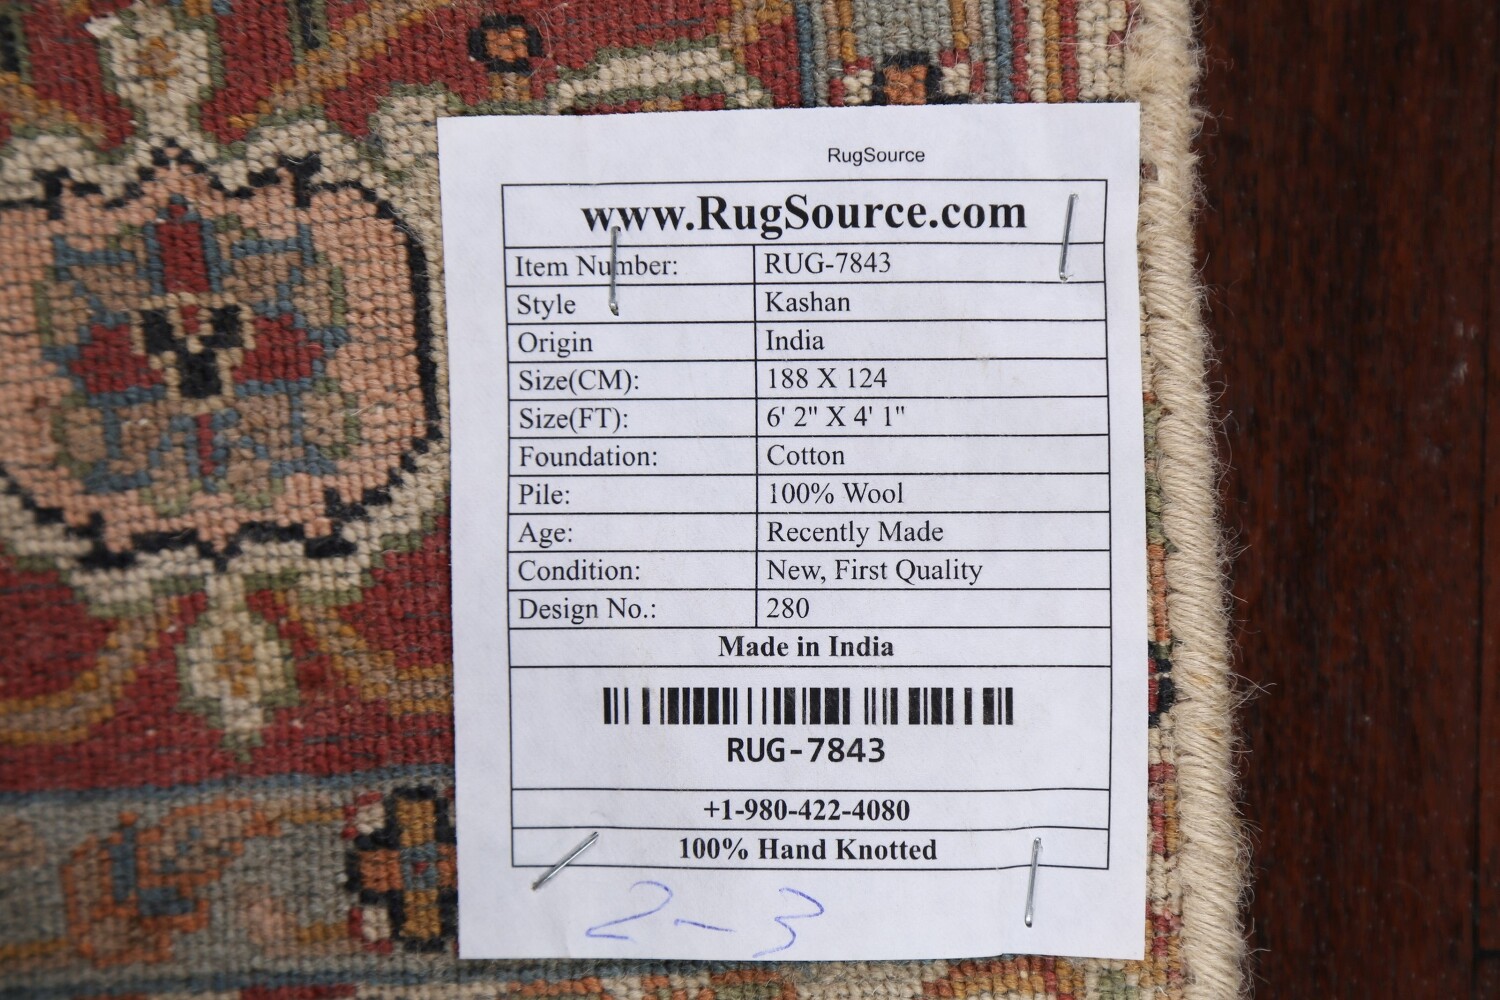 RugSource
www.RugSource.com
Item Number: RUG-7843
Style Kashan
Origin India
Size(CM): 188 X 124
Size(FT): 6' 2" X 4' 1"
Foundation: Cotton
Pile: 100% Wool
Age: Recently Made
Condition: New, First Quality
Design No.: 280
Made in India
RUG-7843
+1-980-422-4080
100% Hand Knotted
2-3